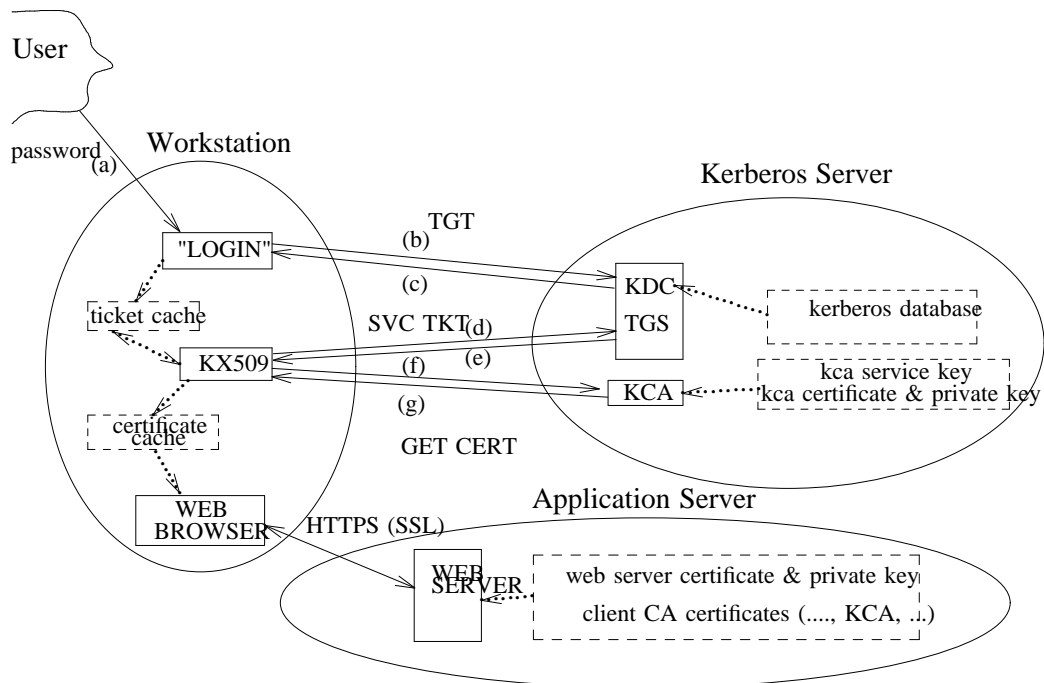 User
password
(a)
Workstation
Kerberos Server
"LOGIN"
TGT
(b)
(c)
KDC
TGS
kerberos database
ticket cache
SVC TKT
(d)
(e)
KX509
(f)
(g)
KCA
kca service key
kca certificate & private key
certificate
cache
GET CERT
WEB
BROWSER
HTTPS (SSL)
Application Server
WEB
SERVER
web server certificate & private key
client CA certificates (...., KCA, ...)